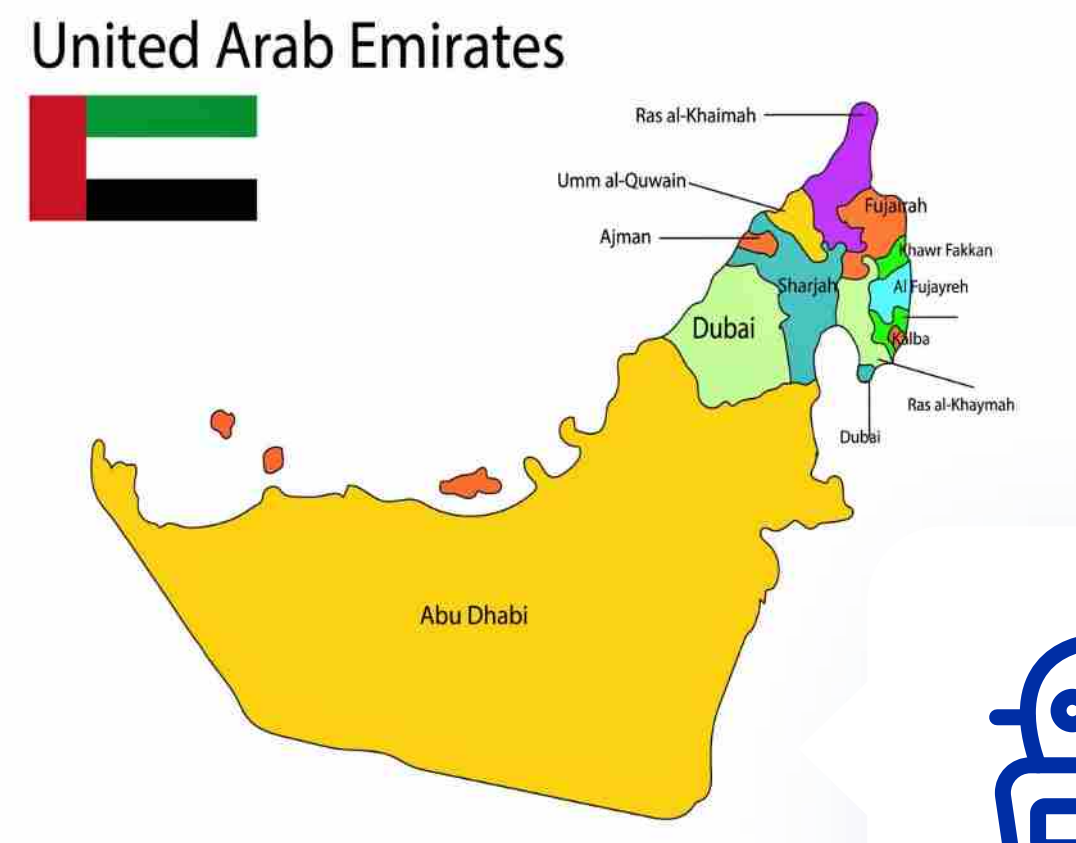 United Arab Emirates
Ras al-Khaimah
Umm al-Quwain
Fujairah
Ajman
Khawr Fakkan
Sharjah
Al Fujayreh
Dubai
Kalba
Ras al-Khaymah
Dubai
Abu Dhabi